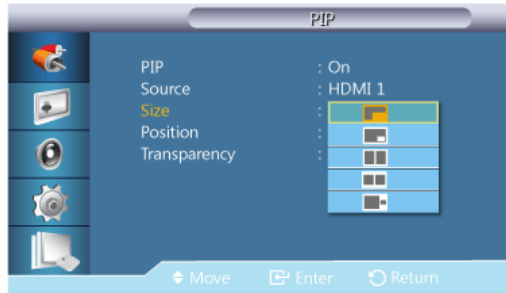 PIP
PIP : On
Source : HDMI 1
Size :
Position :
Transparency :
Move Enter Return